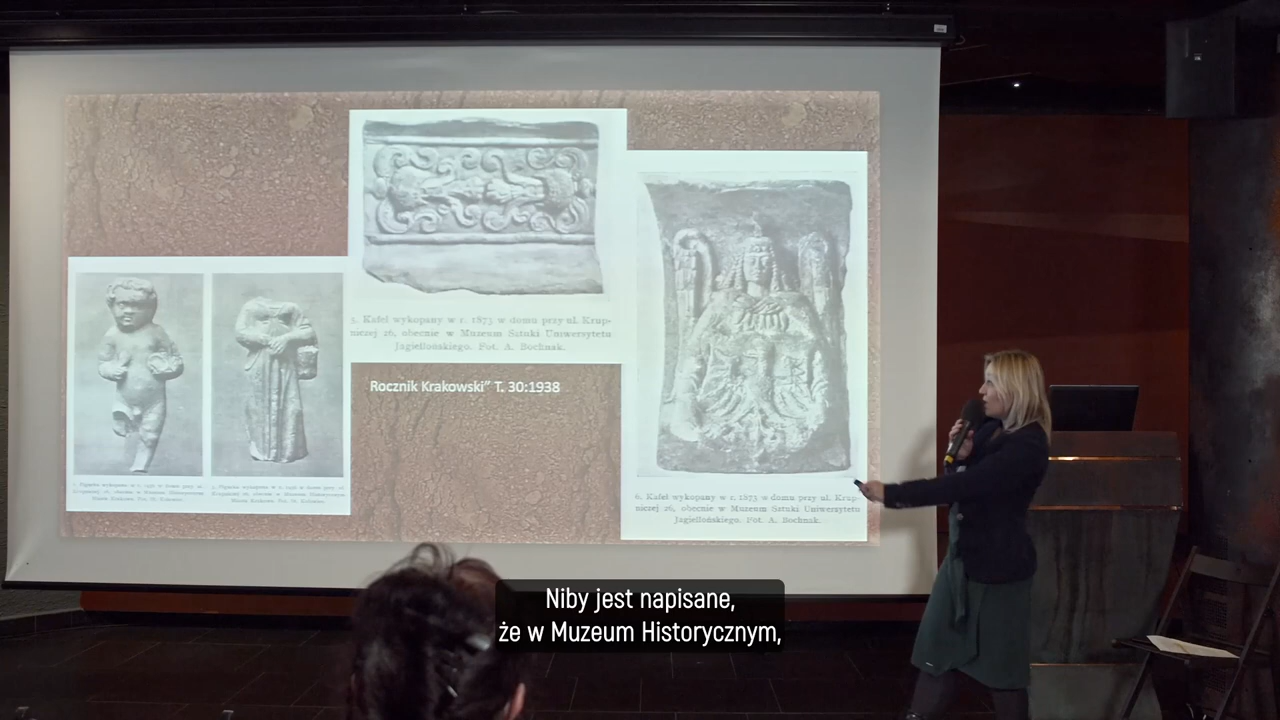 5. Kafel wykopany w r. 1873 w domu przy ul. Krup-
niczej 26, obecnie w Muzeum Sztuki Uniwersytetu
Jagiellońskiego. Fot. A. Bochnak.
Rocznik Krakowski” T. 30:1938
6. Kafel wykopany w r. 1873 w domu przy ul. Krup-
niczej 26, obecnie w Muzeum Sztuki Uniwersytetu
Jagiellońskiego. Fot. A. Bochnak.
Niby jest napisane,
że w Muzeum Historycznym,